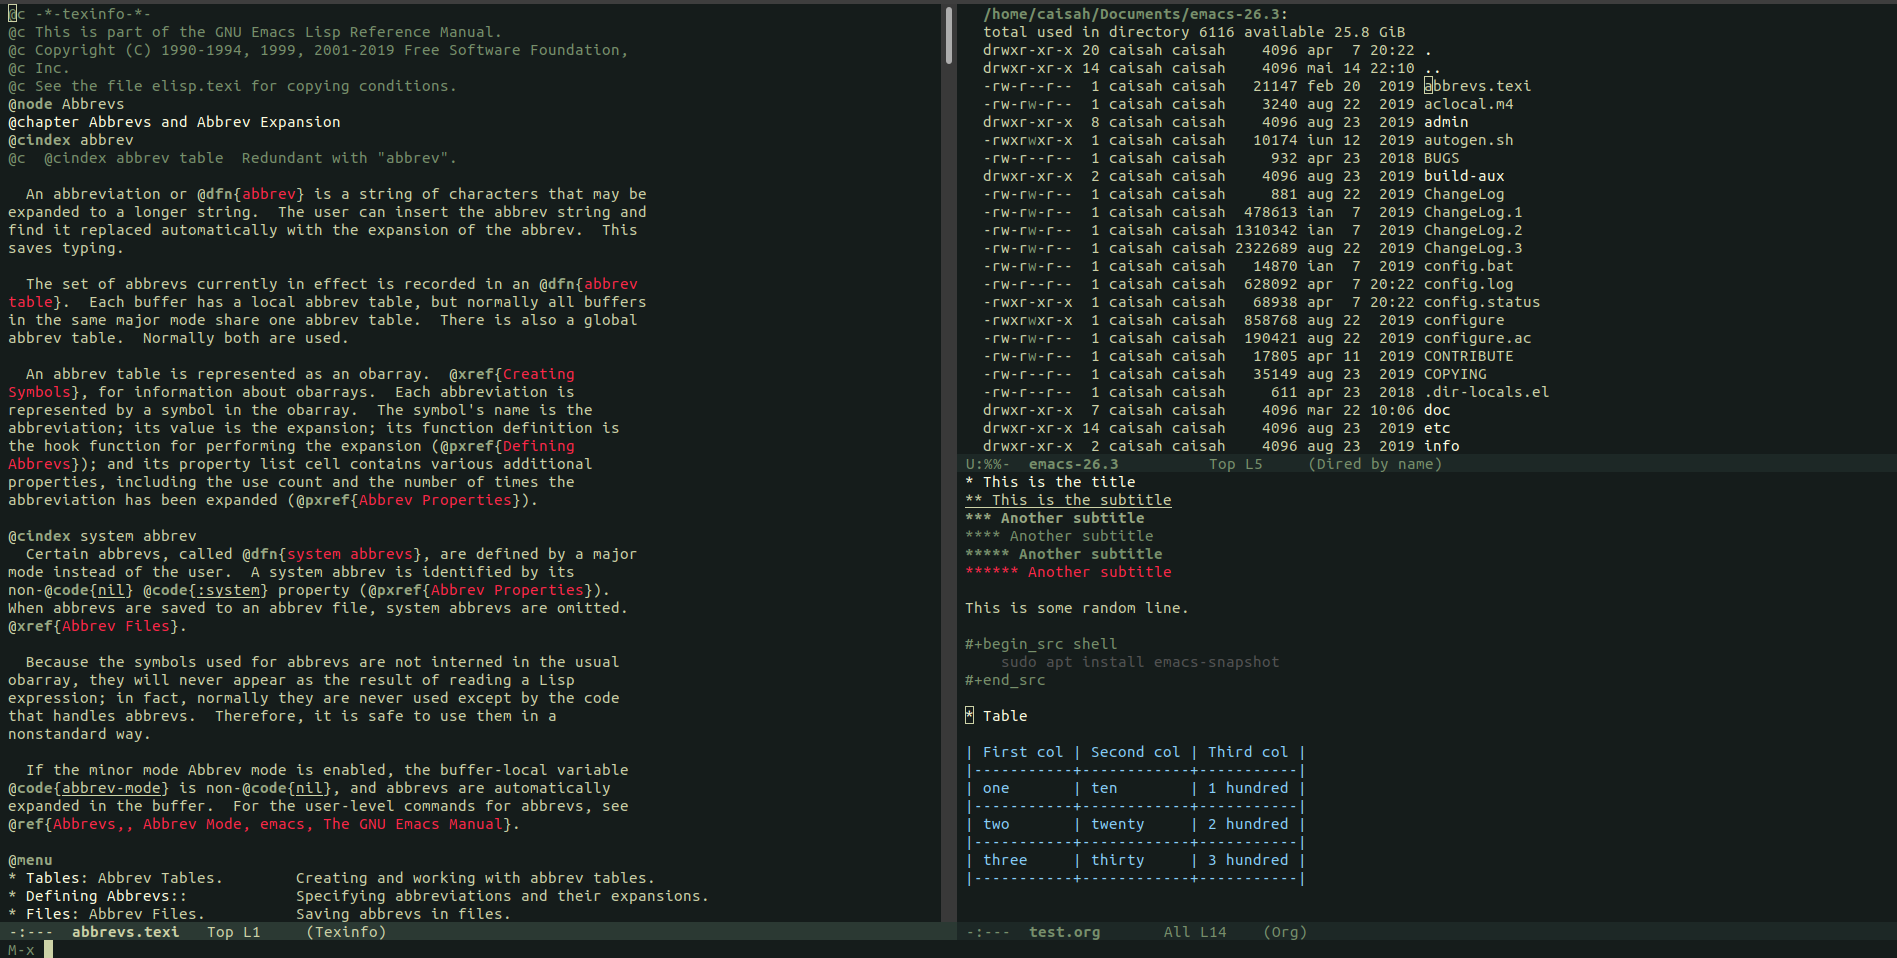 @c -*-texinfo-*-
@c This is part of the GNU Emacs Lisp Reference Manual.
@c Copyright (C) 1990-1994, 1999, 2001-2019 Free Software Foundation,
@c Inc.
@c See the file elisp.texi for copying conditions.
@node Abbrevs
@chapter Abbrevs and Abbrev Expansion
@cindex abbrev
@c  @cindex abbrev table  Redundant with "abbrev".

  An abbreviation or @dfn{abbrev} is a string of characters that may be
expanded to a longer string.  The user can insert the abbrev string and
find it replaced automatically with the expansion of the abbrev.  This
saves typing.

  The set of abbrevs currently in effect is recorded in an @dfn{abbrev
table}.  Each buffer has a local abbrev table, but normally all buffers
in the same major mode share one abbrev table.  There is also a global
abbrev table.  Normally both are used.

  An abbrev table is represented as an obarray.  @xref{Creating
Symbols}, for information about obarrays.  Each abbreviation is
represented by a symbol in the obarray.  The symbol's name is the
abbreviation; its value is the expansion; its function definition is
the hook function for performing the expansion (@pxref{Defining
Abbrevs}); and its property list cell contains various additional
properties, including the use count and the number of times the
abbreviation has been expanded (@pxref{Abbrev Properties}).

@cindex system abbrev
  Certain abbrevs, called @dfn{system abbrevs}, are defined by a major
mode instead of the user.  A system abbrev is identified by its
non-@code{nil} @code{:system} property (@pxref{Abbrev Properties}).
When abbrevs are saved to an abbrev file, system abbrevs are omitted.
@xref{Abbrev Files}.

  Because the symbols used for abbrevs are not interned in the usual
obarray, they will never appear as the result of reading a Lisp
expression; in fact, normally they are never used except by the code
that handles abbrevs.  Therefore, it is safe to use them in a
nonstandard way.

  If the minor mode Abbrev mode is enabled, the buffer-local variable
@code{abbrev-mode} is non-@code{nil}, and abbrevs are automatically
expanded in the buffer.  For the user-level commands for abbrevs, see
@ref{Abbrevs,, Abbrev Mode, emacs, The GNU Emacs Manual}.

@menu
* Tables: Abbrev Tables.        Creating and working with abbrev tables.
* Defining Abbrevs::            Specifying abbreviations and their expansions.
* Files: Abbrev Files.          Saving abbrevs in files.
-:---  abbrevs.texi   Top L1     (Texinfo)
M-x
/home/caisah/Documents/emacs-26.3:
total used in directory 6116 available 25.8 GiB
drwxr-xr-x 20 caisah caisah    4096 apr  7 20:22 .
drwxr-xr-x 14 caisah caisah    4096 mai 14 22:10 ..
-rw-r--r--  1 caisah caisah   21147 feb 20  2019 abbrevs.texi
-rw-rw-r--  1 caisah caisah    3240 aug 22  2019 aclocal.m4
drwxr-xr-x  8 caisah caisah    4096 aug 23  2019 admin
-rwxrwxr-x  1 caisah caisah   10174 iun 12  2019 autogen.sh
-rw-r--r--  1 caisah caisah     932 apr 23  2018 BUGS
drwxr-xr-x  2 caisah caisah    4096 aug 23  2019 build-aux
-rw-rw-r--  1 caisah caisah     881 aug 22  2019 ChangeLog
-rw-rw-r--  1 caisah caisah  478613 ian  7  2019 ChangeLog.1
-rw-rw-r--  1 caisah caisah 1310342 ian  7  2019 ChangeLog.2
-rw-rw-r--  1 caisah caisah 2322689 aug 22  2019 ChangeLog.3
-rw-rw-r--  1 caisah caisah   14870 ian  7  2019 config.bat
-rw-r--r--  1 caisah caisah  628092 apr  7 20:22 config.log
-rwxr-xr-x  1 caisah caisah   68938 apr  7 20:22 config.status
-rwxrwxr-x  1 caisah caisah  858768 aug 22  2019 configure
-rw-rw-r--  1 caisah caisah  190421 aug 22  2019 configure.ac
-rw-rw-r--  1 caisah caisah   17805 apr 11  2019 CONTRIBUTE
-rw-r--r--  1 caisah caisah   35149 aug 23  2019 COPYING
-rw-r--r--  1 caisah caisah     611 apr 23  2018 .dir-locals.el
drwxr-xr-x  7 caisah caisah    4096 mar 22 10:06 doc
drwxr-xr-x 14 caisah caisah    4096 aug 23  2019 etc
drwxr-xr-x  2 caisah caisah    4096 aug 23  2019 info
U:%%-  emacs-26.3          Top L5     (Dired by name)
* This is the title
** This is the subtitle
*** Another subtitle
**** Another subtitle
***** Another subtitle
****** Another subtitle

This is some random line.

#+begin_src shell
    sudo apt install emacs-snapshot
#+end_src

* Table

| First col | Second col | Third col |
|-----------+------------+-----------|
| one       | ten        | 1 hundred |
|-----------+------------+-----------|
| two       | twenty     | 2 hundred |
|-----------+------------+-----------|
| three     | thirty     | 3 hundred |
|-----------+------------+-----------|
-:---  test.org       All L14    (Org)